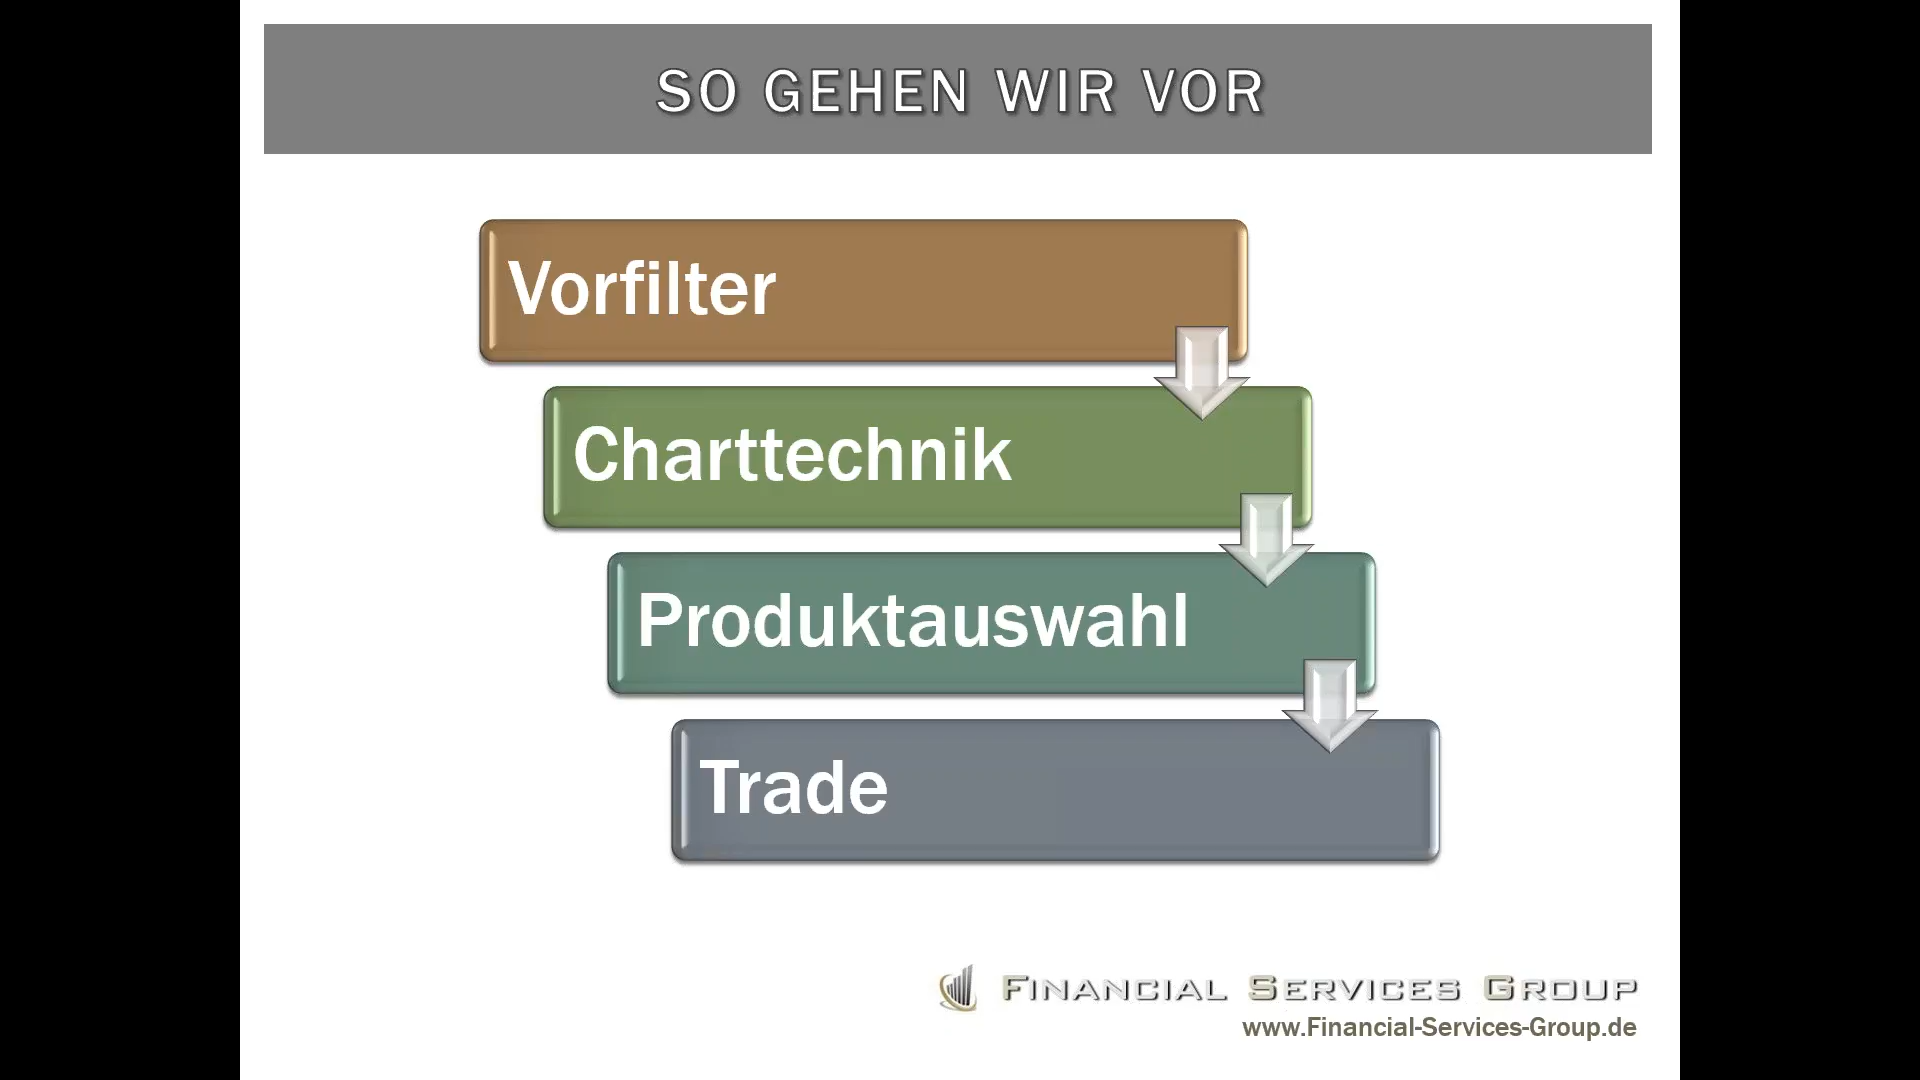 SO GEHEN WIR VOR
Vorfilter
Charttechnik
Produktauswahl
Trade
FINANCIAL SERVICES GROUP
www.Financial-Services-Group.de